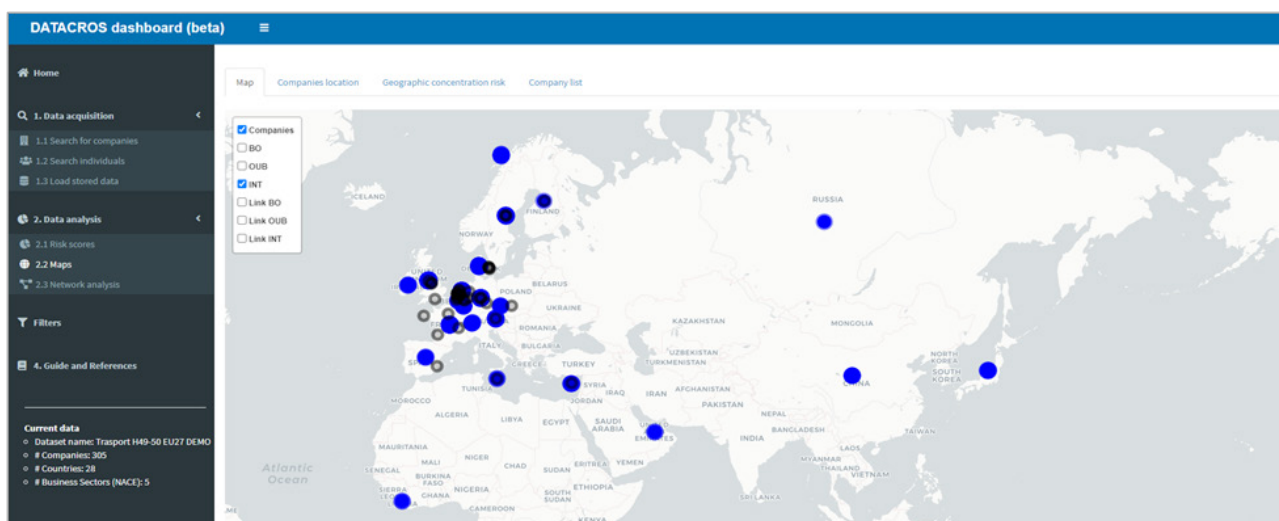 DATACROS dashboard (beta)
Home
1. Data acquisition
1.1 Search for companies
1.2 Search individuals
1.3 Load stored data
2. Data analysis
2.1 Risk scores
2.2 Maps
2.3 Network analysis
Filters
4. Guide and References
Current data
Dataset name: Trasport H49-50 EU27 DEMO
# Companies: 305
# Countries: 28
# Business Sectors (NACE): 5
Map Companies location Geographic concentration risk Company list
Companies
BO
OUB
INT
Link BO
Link OUB
Link INT
ICELAND
RUSSIA
FINLAND
NORWAY
UNITED
BELARUS
POLAND
UKRAINE
KAZAKHSTAN
MONGOLIA
ROMANIA
ITALY
BULGARIA
UZBEKISTAN
NORTH
KOREA
GREECE
TURKEY
TURKMENISTAN
SOUTH
KOREA
TUNISIA
SYRIA
IRAQ
IRAN
AFGHANISTAN
JORDAN
MOROCCO
PAKISTAN
ALGERIA
LIBYA
EGYPT
SAUDI
ARABIA
NEPAL
BANGLADESH
TAIWAN
INDIA
MAURITANIA
LAOS
MYANMAR
THAILAND
VIETNAM
Atlantic
Ocean
SENEGAL
MALI
NIGER
CHAD
SUDAN
ERITREA
YEMEN
BURKINA
FASO
GHANA
NIGERIA
SOUTH
SUDAN
ETHIOPIA
SRI LANKA
CAMEROON
KENYA